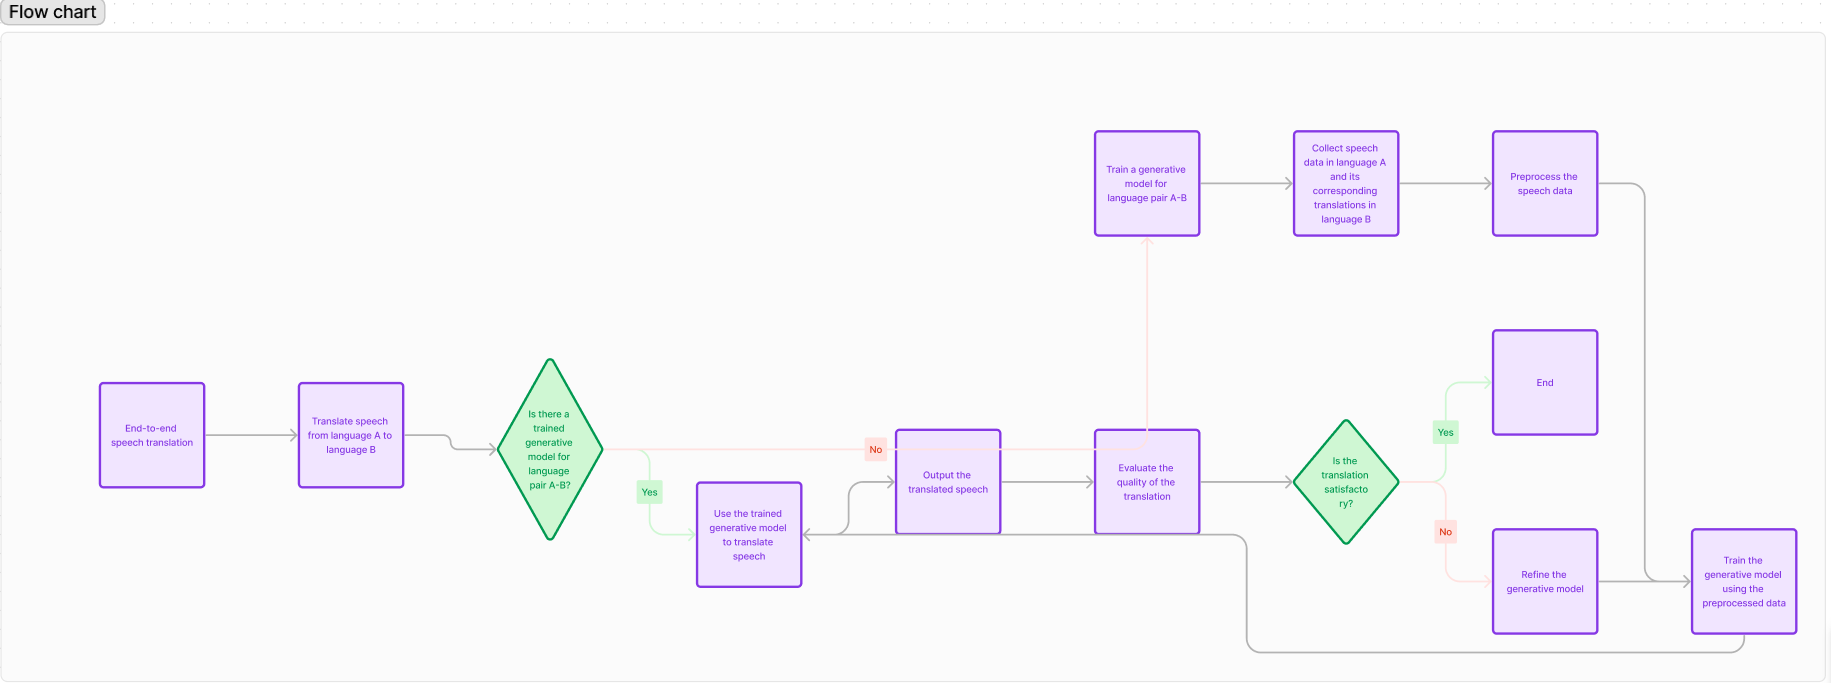 Flow chart
Train a generative
model for
language pair A-B
Collect speech
data in language A
and its
corresponding
translations in
language B
Preprocess the
speech data
End-to-end
speech translation
Translate speech
from language A to
language B
Is there a
trained
generative
model for
language
pair A-B?
No
Yes
Use the trained
generative model
to translate
speech
Output the
translated speech
Evaluate the
quality of the
translation
Is the
translation
satisfacto
ry?
Yes
End
No
Refine the
generative model
Train the
generative model
using the
preprocessed data